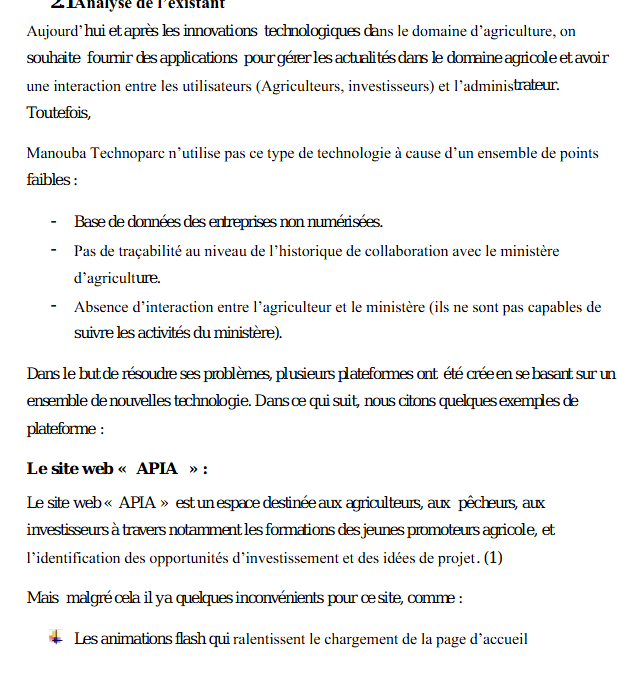 2.1Analyse de l'existant
Aujourd'hui et après les innovations technologiques dans le domaine d'agriculture, on
souhaite fournir des applications pour gérer les actualités dans le domaine agricole et avoir
une interaction entre les utilisateurs (Agriculteurs, investisseurs) et l'administrateur.
Toutefois,
Manouba Technoparc n'utilise pas ce type de technologie à cause d'un ensemble de points
faibles :
- Base de données des entreprises non numérisées.
- Pas de traçabilité au niveau de l'historique de collaboration avec le ministère
d'agriculture.
- Absence d'interaction entre l'agriculteur et le ministère (ils ne sont pas capables de
suivre les activités du ministère).
Dans le but de résoudre ses problèmes, plusieurs plateformes ont été crée en se basant sur un
ensemble de nouvelles technologie. Dans ce qui suit, nous citons quelques exemples de
plateforme :
Le site web « APIA » :
Le site web « APIA » est un espace destinée aux agriculteurs, aux pêcheurs, aux
investisseurs à travers notamment les formations des jeunes promoteurs agricole, et
l'identification des opportunités d'investissement et des idées de projet. (1)
Mais malgré cela il y a quelques inconvénients pour ce site, comme :
Les animations flash qui ralentissent le chargement de la page d'accueil